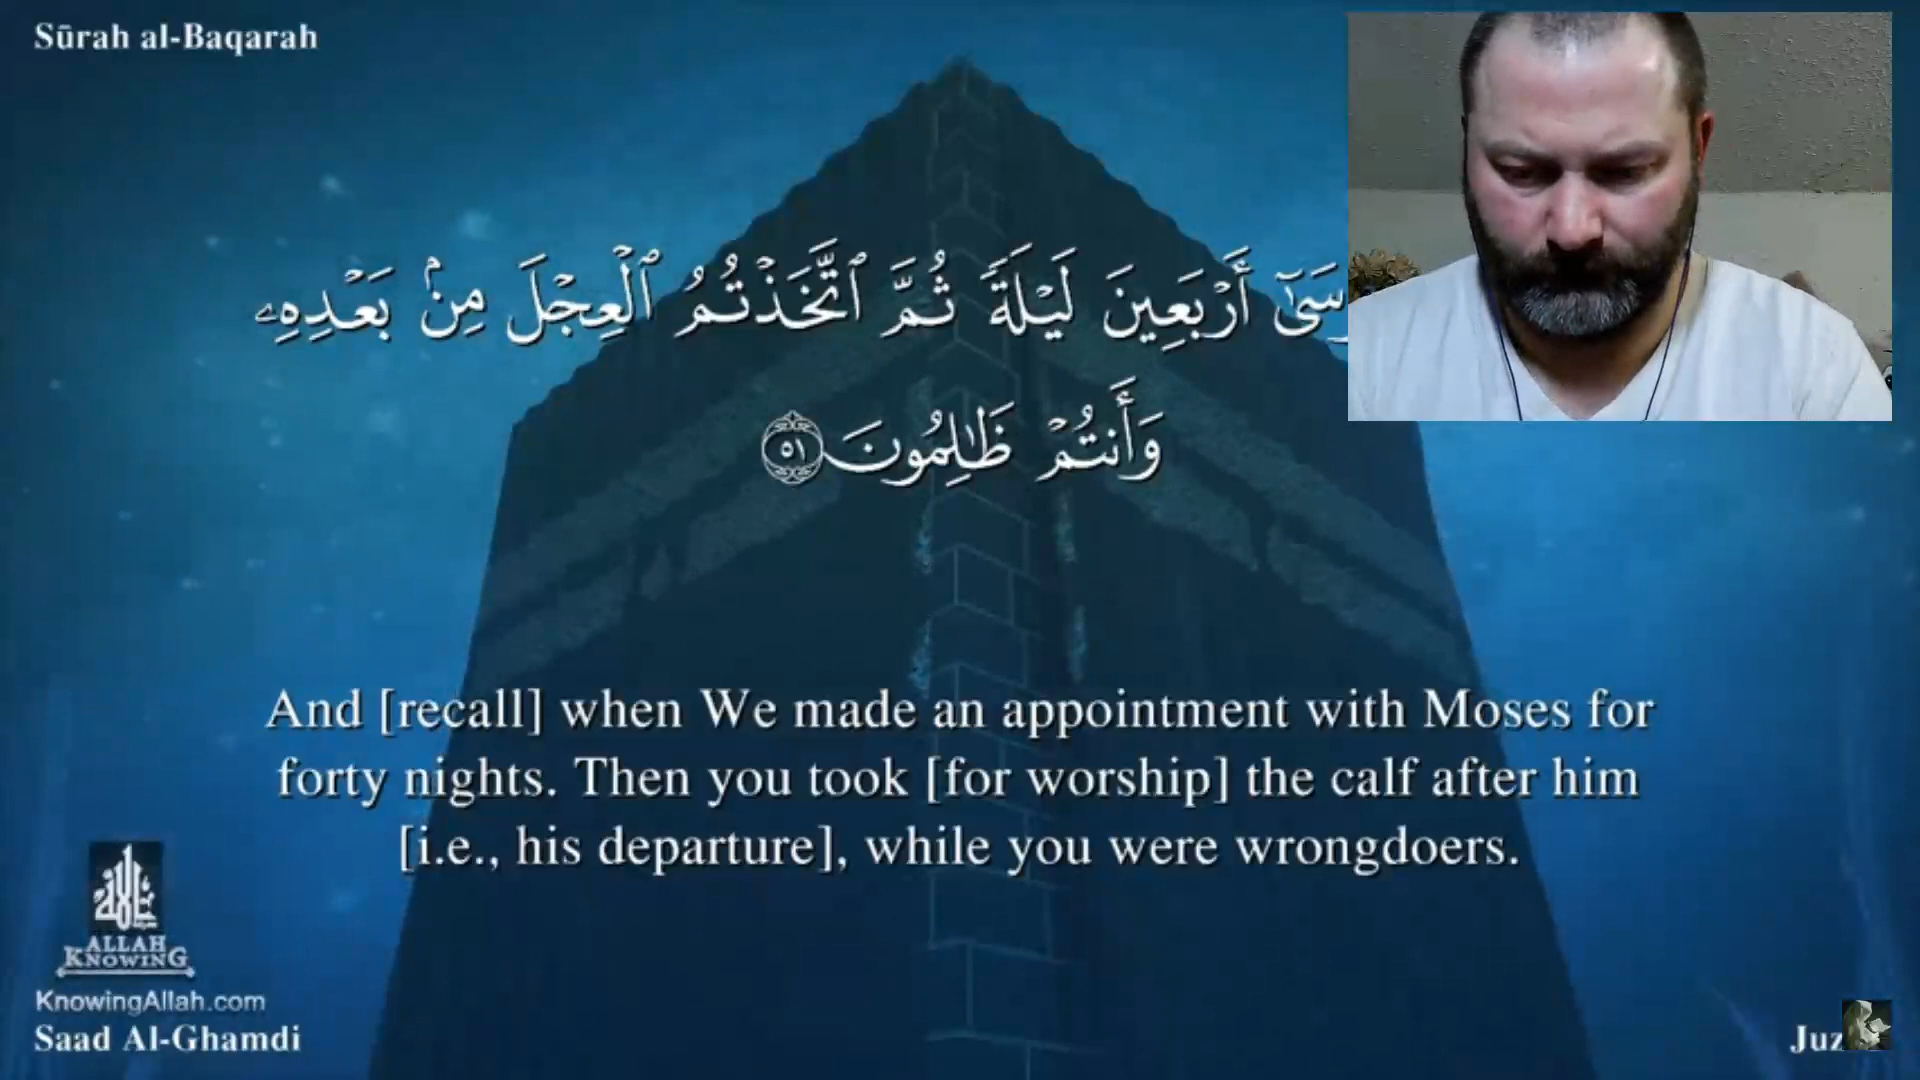 Sūrah al-Baqarah
أَرْبَعِينَ لَيْلَةً ثُمَّ ٱتَّخَذْتُمُ ٱلْعِجْلَ مِنۢ بَعْدِهِۦ
وَأَنتُمْ ظَٰلِمُونَ ٥١
And [recall] when We made an appointment with Moses for
forty nights. Then you took [for worship] the calf after him
[i.e., his departure], while you were wrongdoers.
ALLAH
KNOWING
KnowingAllah.com
Saad Al-Ghamdi
Juz